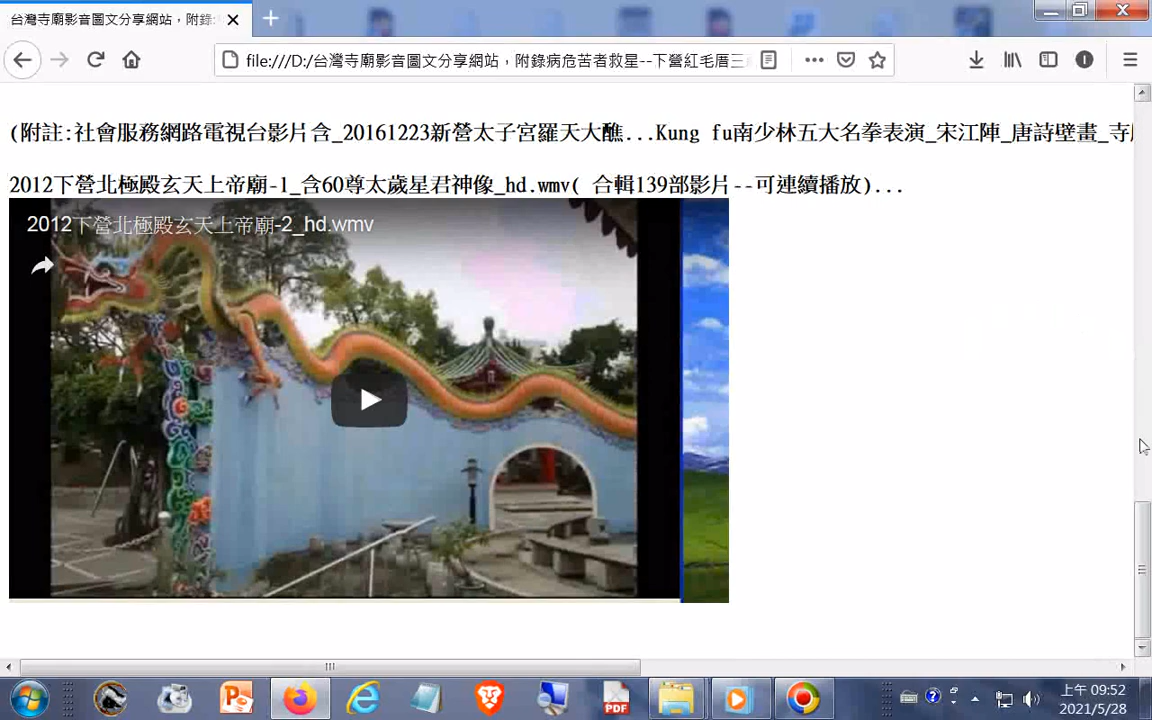 台灣寺廟影音圖文分享網站，附錄:
file:///D:/台灣寺廟影音圖文分享網站，附錄病危苦者救星--下營紅毛厝三
(附註:社會服務網路電視台影片含_20161223新營太子宮羅天大醮...Kung fu南少林五大名拳表演_宋江陣_唐詩壁畫_寺
2012下營北極殿玄天上帝廟-1_含60尊太歲星君神像_hd.wmv( 合輯139部影片--可連續播放)...
2012下營北極殿玄天上帝廟-2_hd.wmv
PDF
上午 09:52
2021/5/28